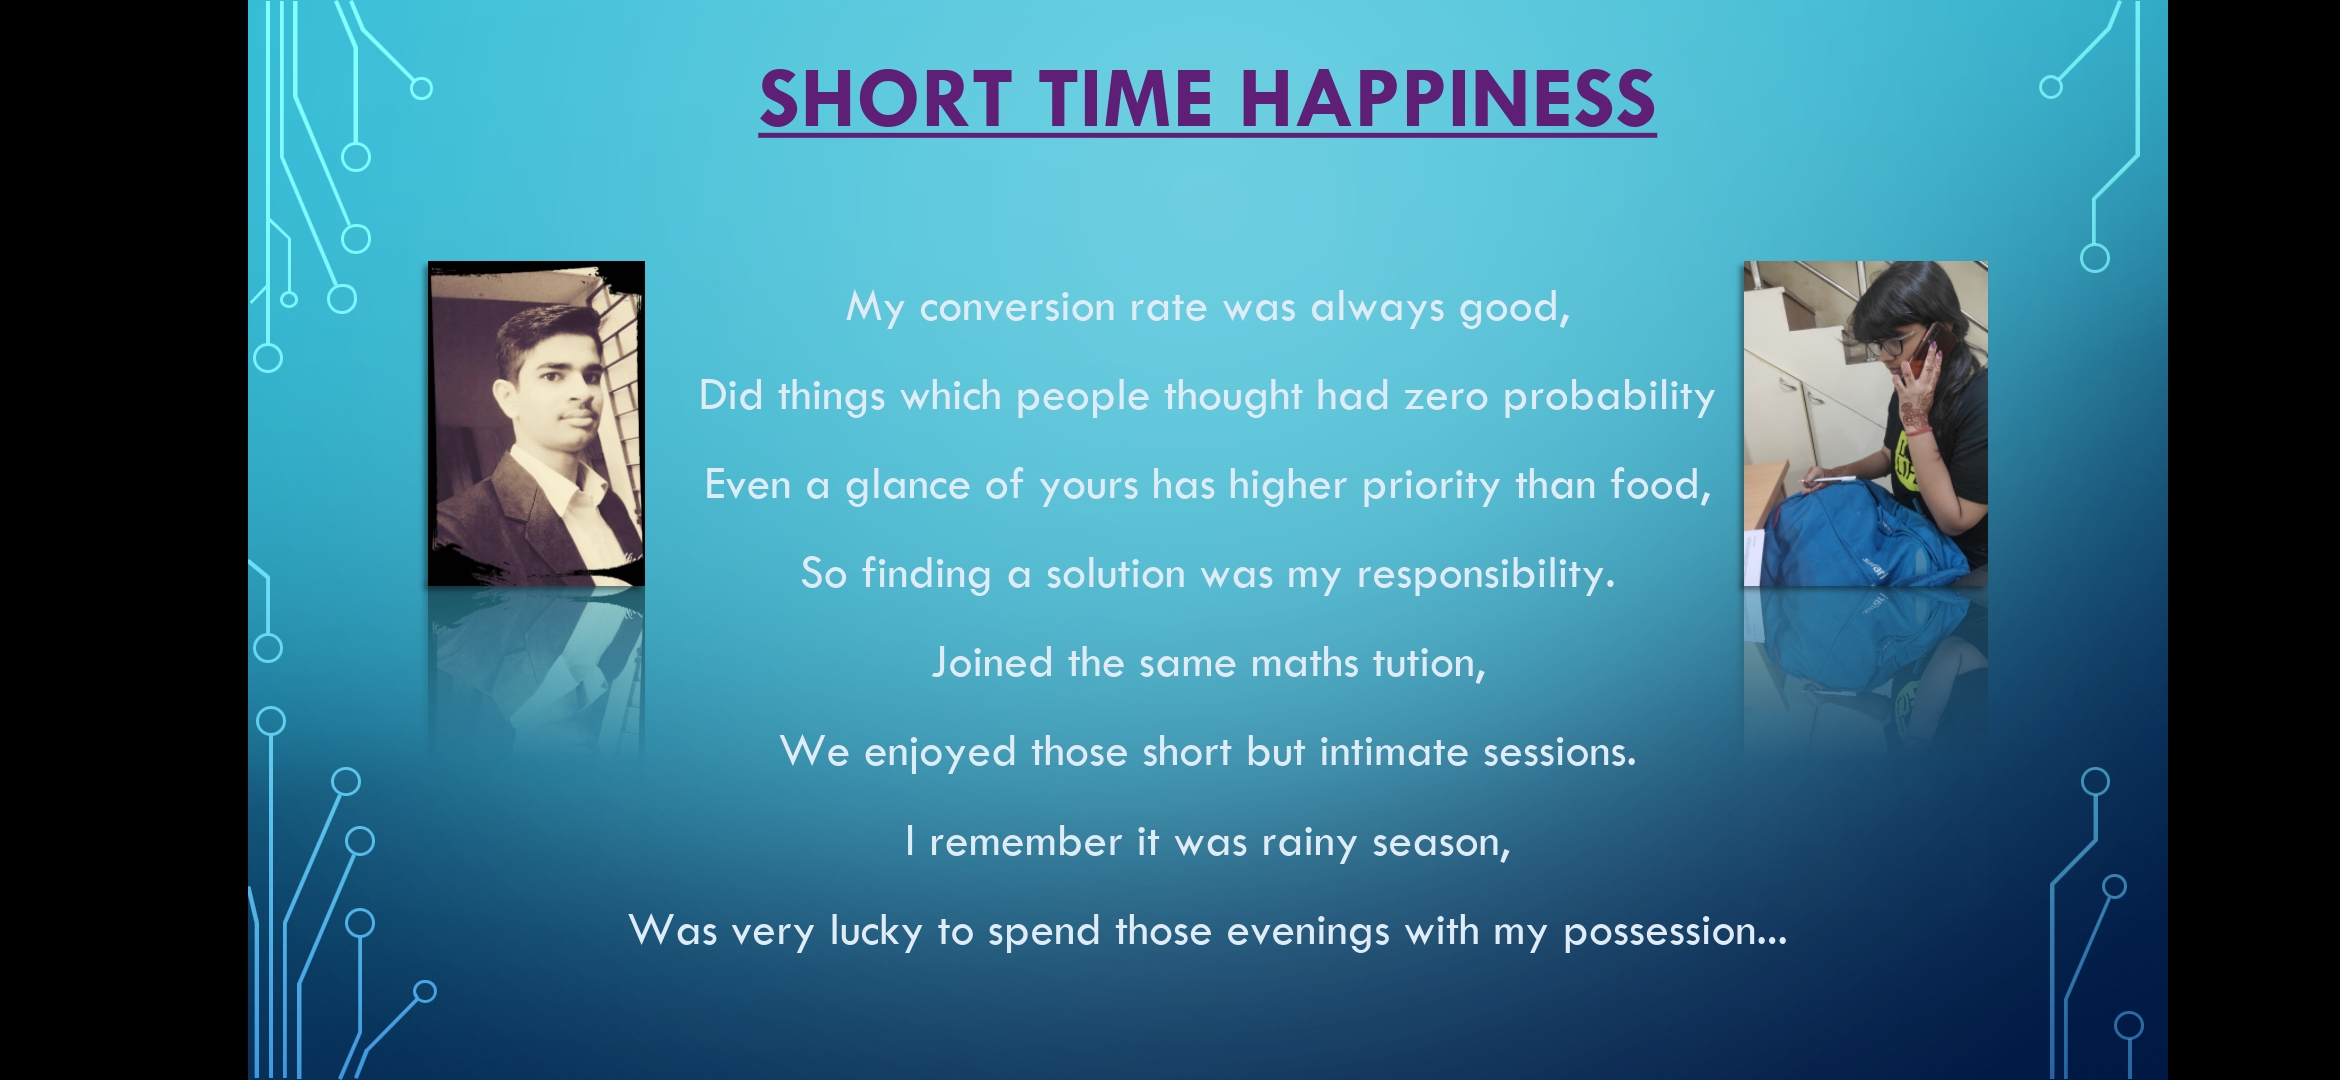 SHORT TIME HAPPINESS
My conversion rate was always good,
Did things which people thought had zero probability
Even a glance of yours has higher priority than food,
So finding a solution was my responsibility.
Joined the same maths tution,
We enjoyed those short but intimate sessions.
I remember it was rainy season,
Was very lucky to spend those evenings with my possession...